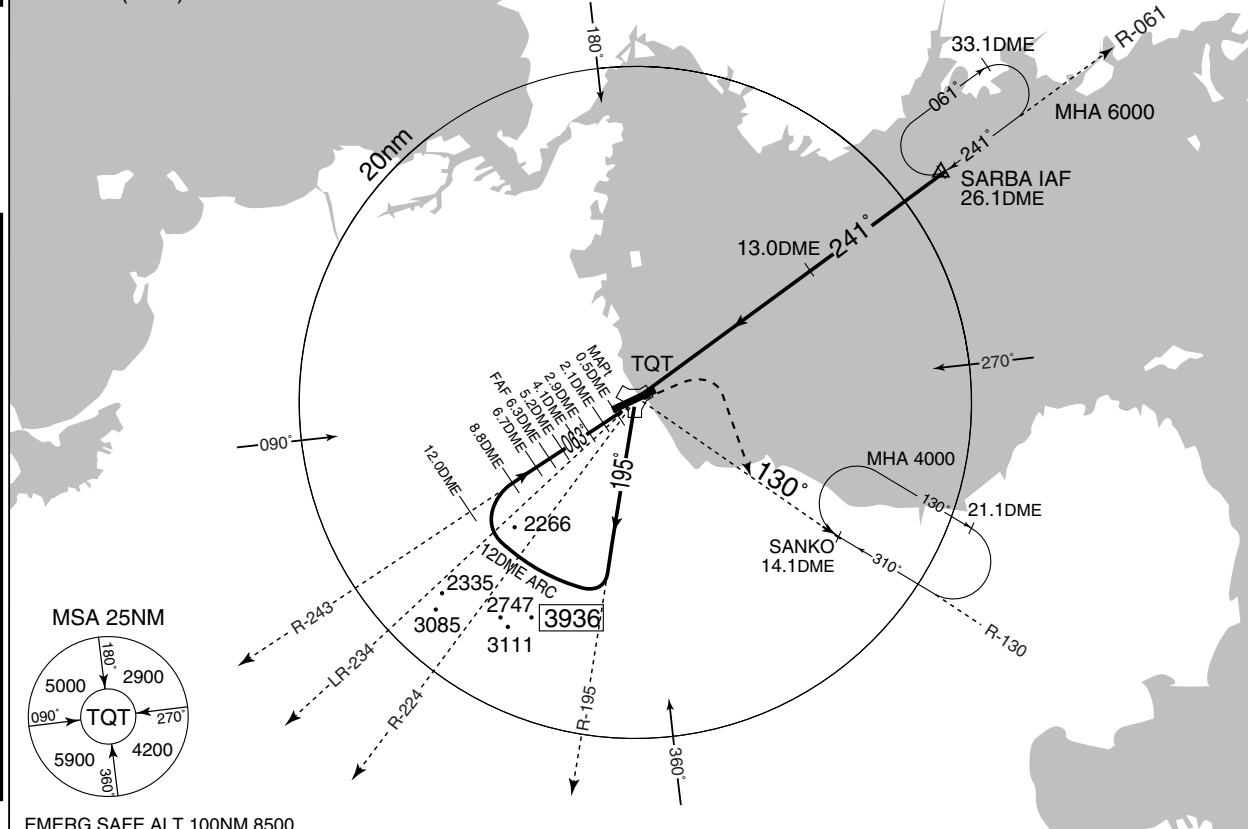 180°
33.1DME
R-061
061°
MHA 6000
20nm
241°
SARBA IAF
26.1DME
13.0DME
241°
TQT
270°
MAPt
0.5DME
2.1DME
2.9DME
4.1DME
5.2DME
FAF 6.3DME
6.7DME
8.8DME
12.0DME
063°
090°
195°
130°
MHA 4000
130°
21.1DME
2266
SANKO
14.1DME
310°
12DME ARC
2335
2747
3936
3085
3111
R-243
LR-234
R-224
R-195
R-130
360°
MSA 25NM
180°
5000
2900
090°
TQT
270°
5900
4200
360°
EMERG SAFE ALT 100NM 8500